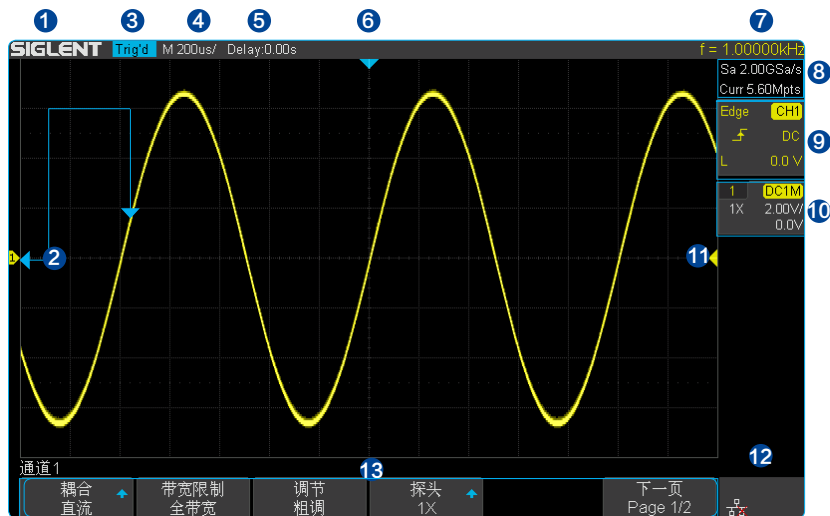 1 3 4 5 6 7
SIGLENT Trig'd M 200us/ Delay:0.00s f = 1.00000kHz
Sa 2.00GSa/s 8
Curr 5.60Mpts
Edge CH1
DC 9
L 0.0 V
1 DC1M
1X 2.00V/ 10
0.0V
1 2 11
12
通道1
13
耦合 带宽限制 调节 探头 下一页
直流 全带宽 粗调 1X Page 1/2